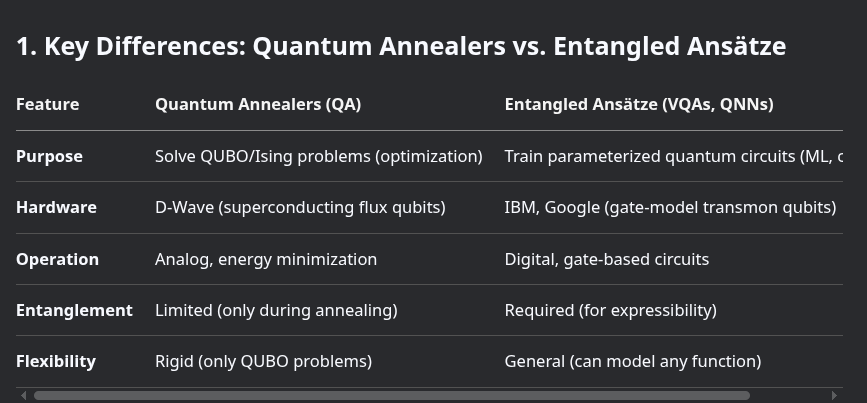 1. Key Differences: Quantum Annealers vs. Entangled Ansätze
Feature Quantum Annealers (QA) Entangled Ansätze (VQAs, QNNs)
Purpose Solve QUBO/Ising problems (optimization) Train parameterized quantum circuits (ML, c
Hardware D-Wave (superconducting flux qubits) IBM, Google (gate-model transmon qubits)
Operation Analog, energy minimization Digital, gate-based circuits
Entanglement Limited (only during annealing) Required (for expressibility)
Flexibility Rigid (only QUBO problems) General (can model any function)